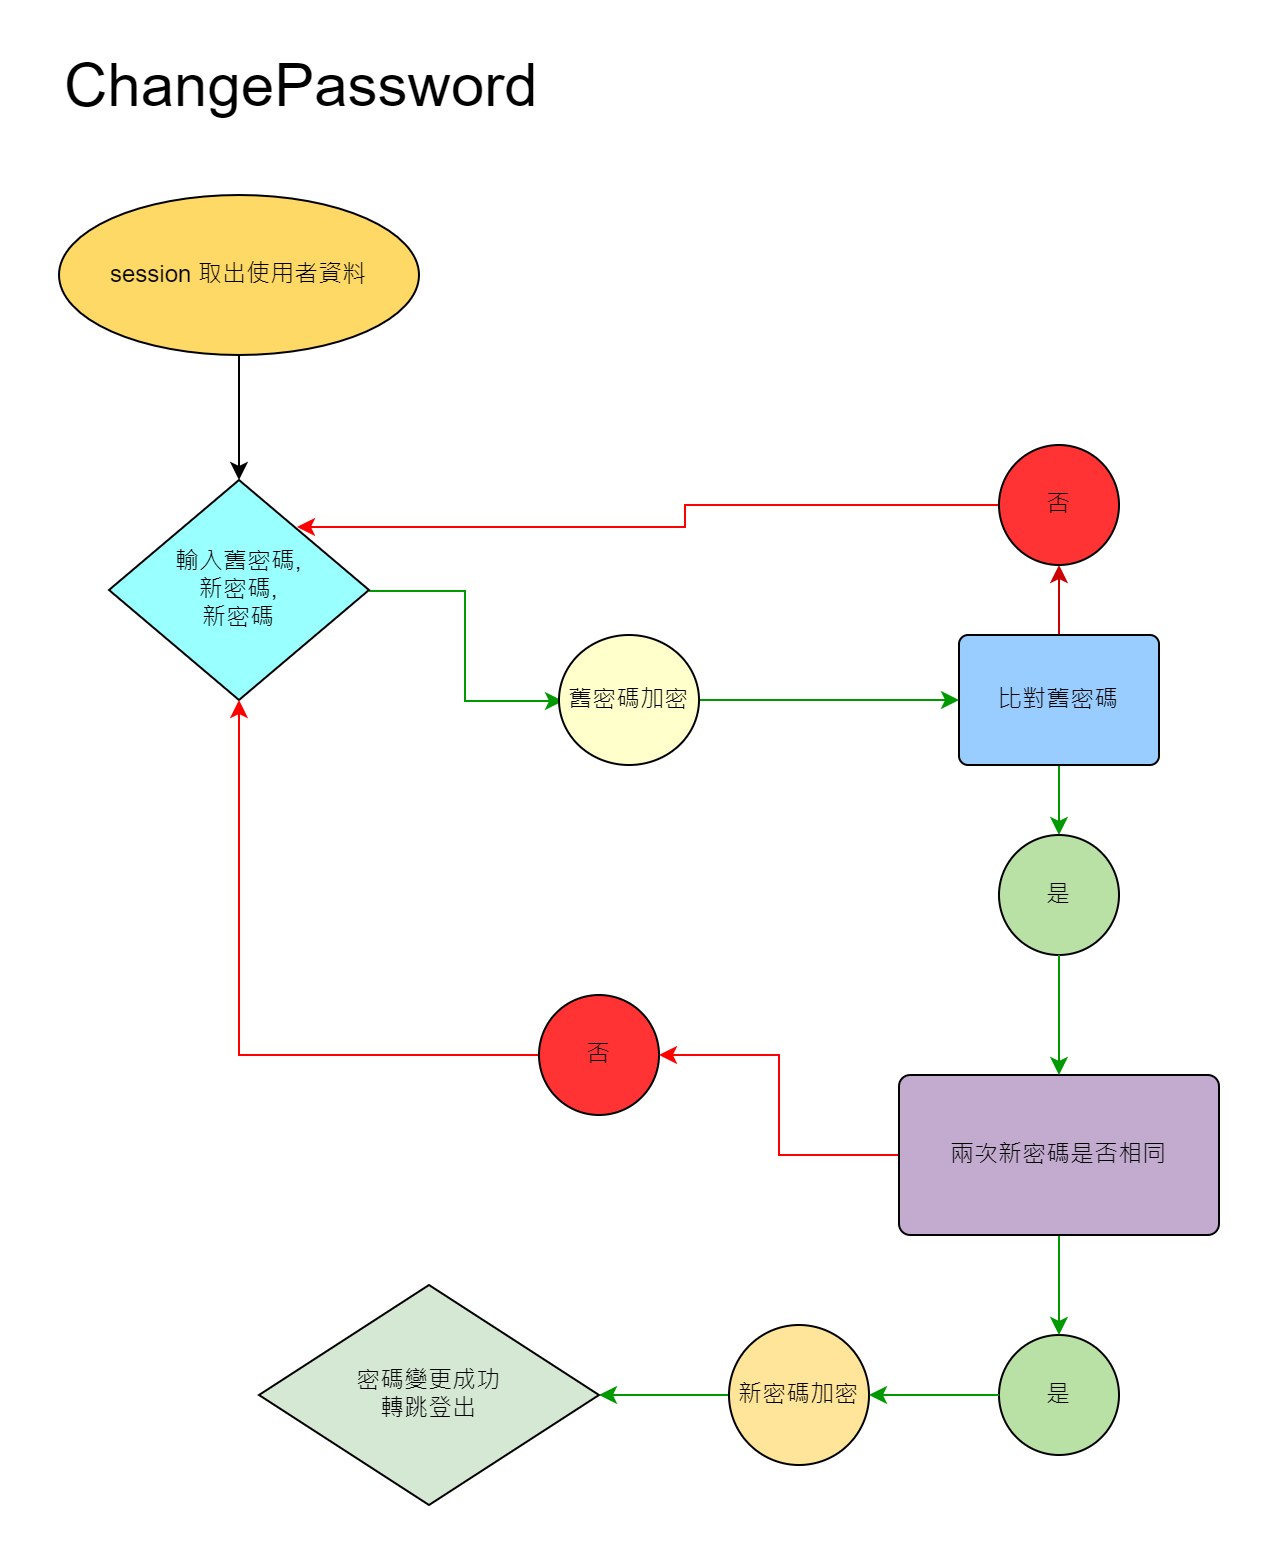 ChangePassword
session 取出使用者資料
否
輸入舊密碼,
新密碼,
新密碼
舊密碼加密
比對舊密碼
是
否
兩次新密碼是否相同
密碼變更成功
轉跳登出
新密碼加密
是